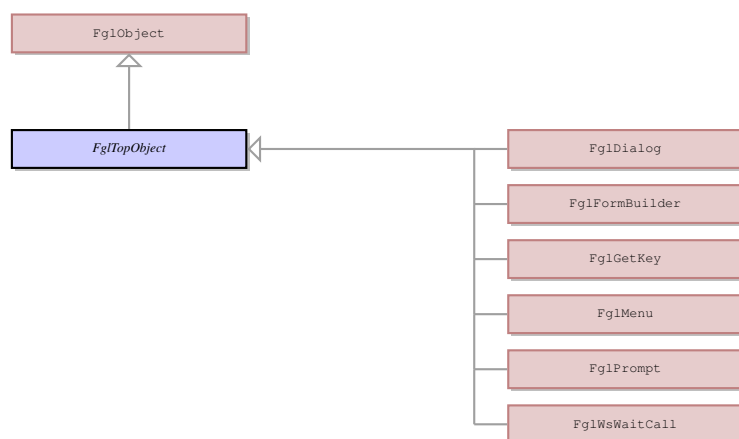 FglObject
FglTopObject
FglDialog
FglFormBuilder
FglGetKey
FglMenu
FglPrompt
FglWsWaitCall